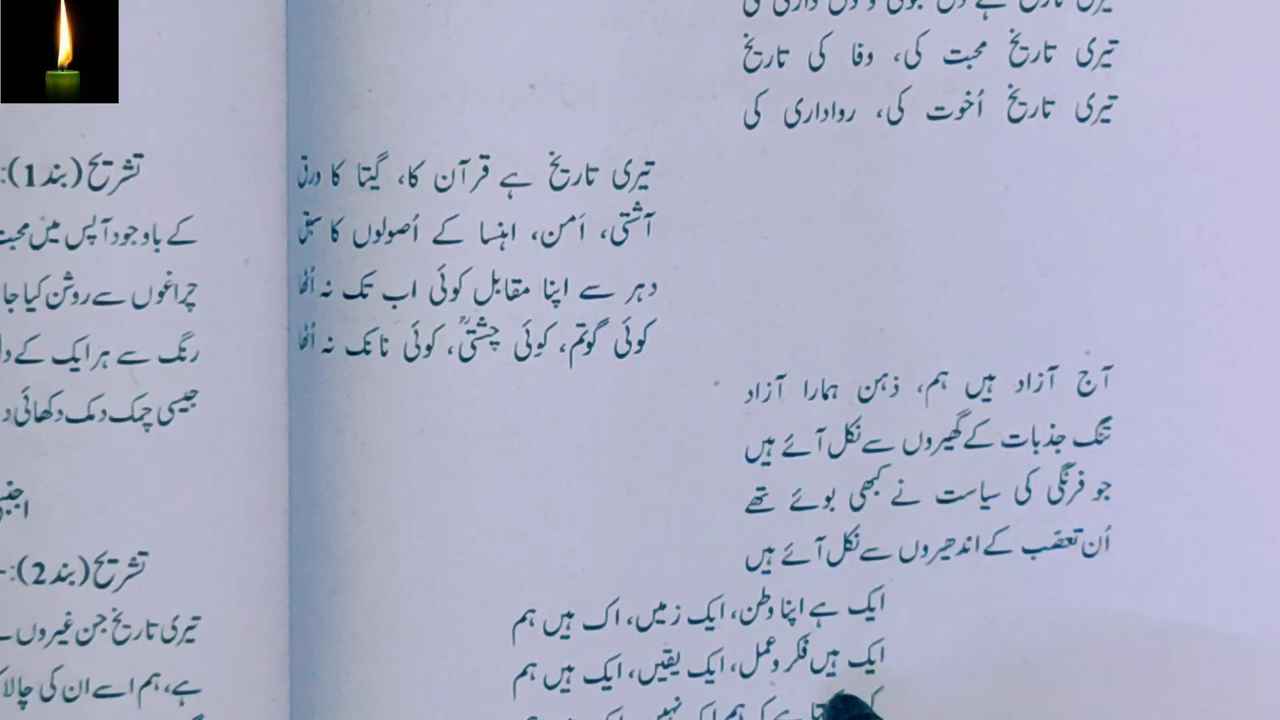 تیری تاریخ محبت کی، وفا کی تاریخ
تیری تاریخ اُخوت کی، رواداری کی
تیری تاریخ ہے قرآن کا، گیتا کا ورق
آشتی، اَمن، اہنسا کے اُصولوں کا سبق
دہر سے اپنا مقابل کوئی اب تک نہ اُٹھا
کوئی گوتم، کوئی چشتیؒ، کوئی نانک نہ اُٹھا
آج آزاد ہیں ہم، ذہن ہمارا آزاد
تنگ جذبات کے گھیروں سے نکل آئے ہیں
جو فرنگی کی سیاست نے کبھی بوئے تھے
اُن تعصّب کے اندھیروں سے نکل آئے ہیں
ایک ہے اپنا وطن، ایک زمیں، اک ہیں ہم
ایک ہیں فکر و عمل، ایک یقیں، ایک ہیں ہم
تشریح (بند 1):
کے باوجود آپس میں
چراغوں سے روشن کیا جا
رنگ سے ہر ایک کے
جیسی چمک دمک دکھائی
تشریح (بند 2):-
تیری تاریخ جن غیروں
ہے، ہم اسے ان کی